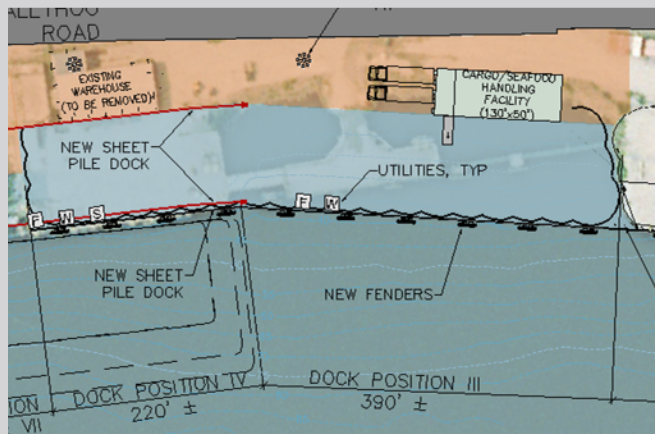 ROAD
EXISTING
WAREHOUSE
(TO BE REMOVED)
CARGO/SEAFOOD
HANDLING
FACILITY
(130'x50')
NEW SHEET
PILE DOCK
UTILITIES, TYP
F W S
F W
NEW SHEET
PILE DOCK
NEW FENDERS
DOCK POSITION IV
220' ±
DOCK POSITION III
390' ±
VII